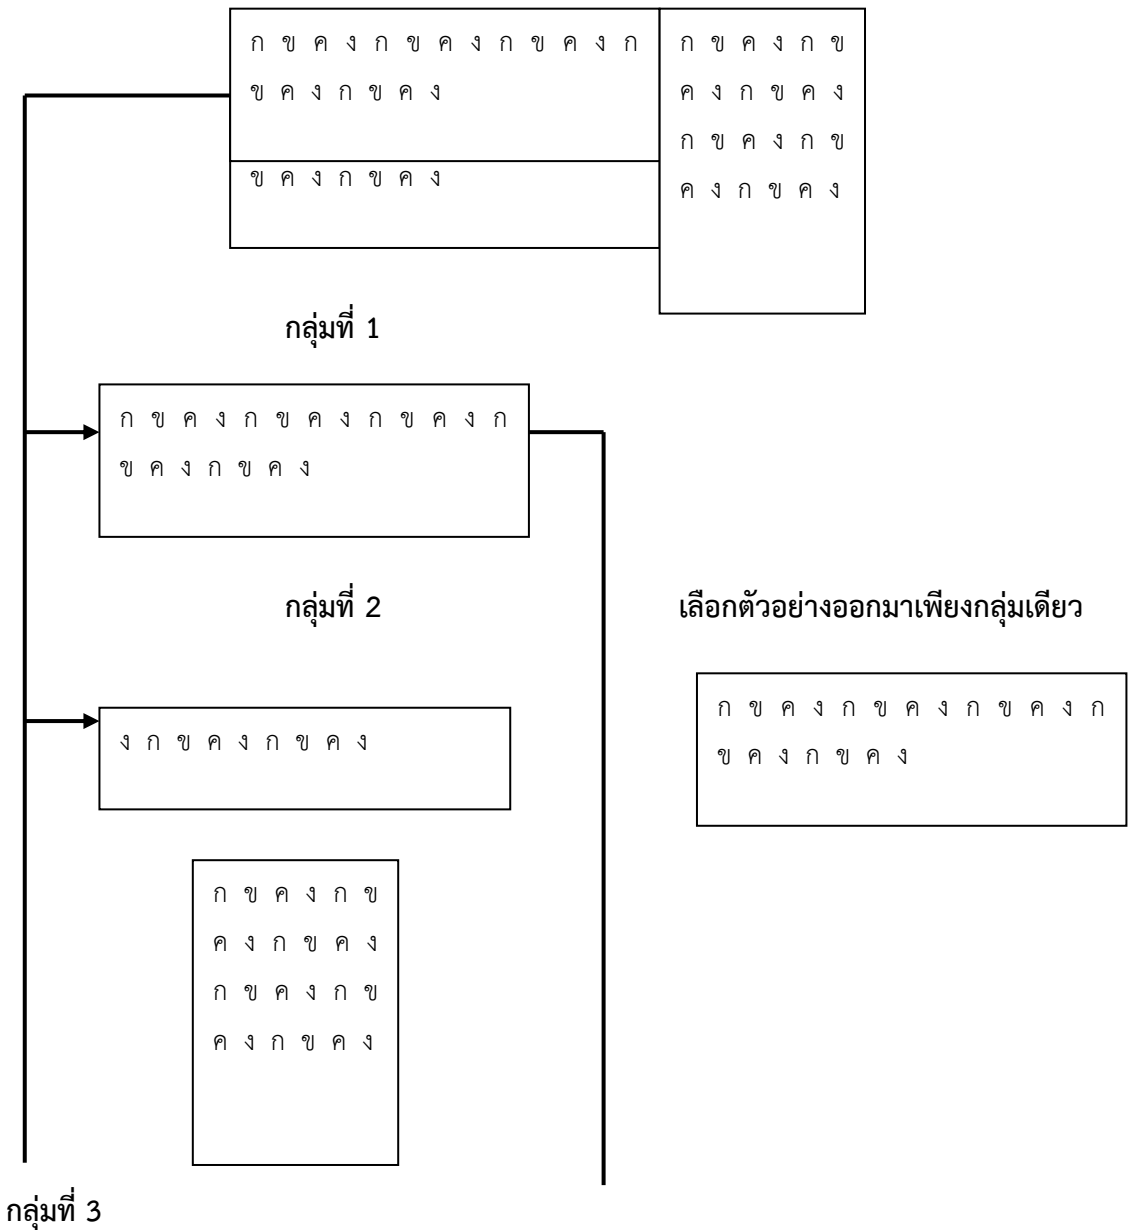 ก ข ค ง ก ข ค ง ก ข ค ง ก
ข ค ง ก ข ค ง
ข ค ง ก ข ค ง
ก ข ค ง ก ข
ค ง ก ข ค ง
ก ข ค ง ก ข
ค ง ก ข ค ง
กลุ่มที่ 1
ก ข ค ง ก ข ค ง ก ข ค ง ก
ข ค ง ก ข ค ง
กลุ่มที่ 2
เลือกตัวอย่างออกมาเพียงกลุ่มเดียว
ก ข ค ง ก ข ค ง ก ข ค ง ก
ข ค ง ก ข ค ง
ง ก ข ค ง ก ข ค ง
ก ข ค ง ก ข
ค ง ก ข ค ง
ก ข ค ง ก ข
ค ง ก ข ค ง
กลุ่มที่ 3